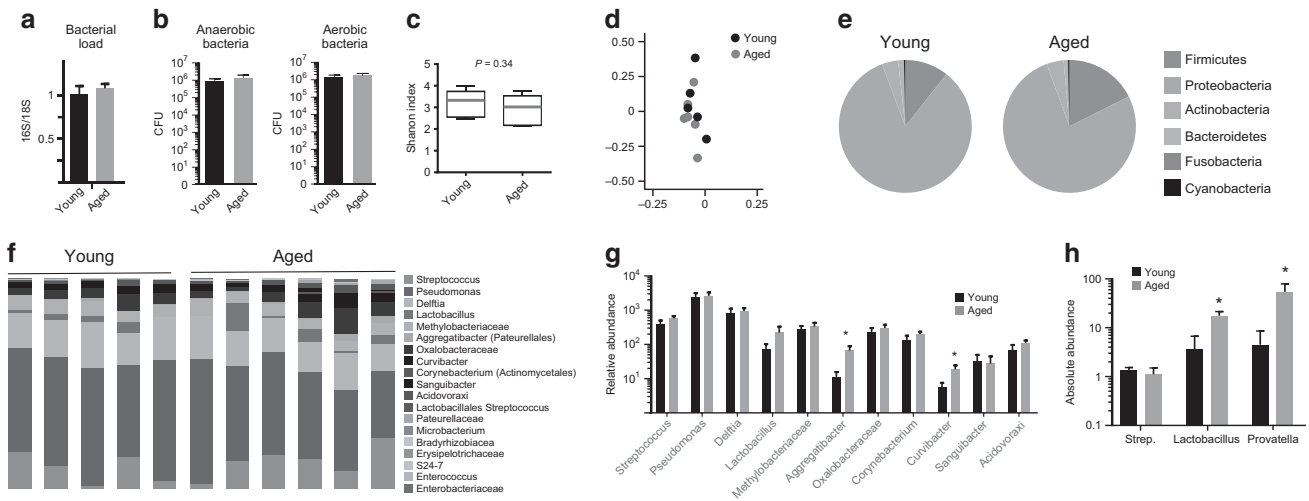 a
Bacterial
load
16S/18S
1
0.5
Young
Aged
b
Anaerobic
bacteria
CFU
10^6
10^5
10^4
10^3
10^2
10^1
0
Young
Aged
Aerobic
bacteria
CFU
10^6
10^5
10^4
10^3
10^2
10^1
0
Young
Aged
c
P = 0.34
Shanon index
5
4
3
2
1
0
Young
Aged
d
Young
Aged
0.50
0.25
0
–0.25
–0.50
–0.25
0
0.25
e
Young
Aged
Firmicutes
Proteobacteria
Actinobacteria
Bacteroidetes
Fusobacteria
Cyanobacteria
f
Young
Aged
Streptococcus
Pseudomonas
Delftia
Lactobacillus
Methylobacteriaceae
Aggregatibacter (Pateurellales)
Oxalobacteraceae
Curvibacter
Corynebacterium (Actinomycetales)
Sanguibacter
Acidovoraxi
Lactobacillales Streptococcus
Pateurellaceae
Microbacterium
Bradyrhizobiacea
Erysipelotrichaceae
S24-7
Enterococcus
Enterobacteriaceae
g
Relative abundance
10^4
10^3
10^2
10^1
Young
Aged
*
*
Streptococcus
Pseudomonas
Delftia
Lactobacillus
Methylobacteriaceae
Aggregatibacter
Oxalobacteraceae
Corynebacterium
Curvibacter
Sanguibacter
Acidovoraxi
h
Young
Aged
Absolute abundance
100
10
1
0.1
*
*
Strep.
Lactobacillus
Provatella